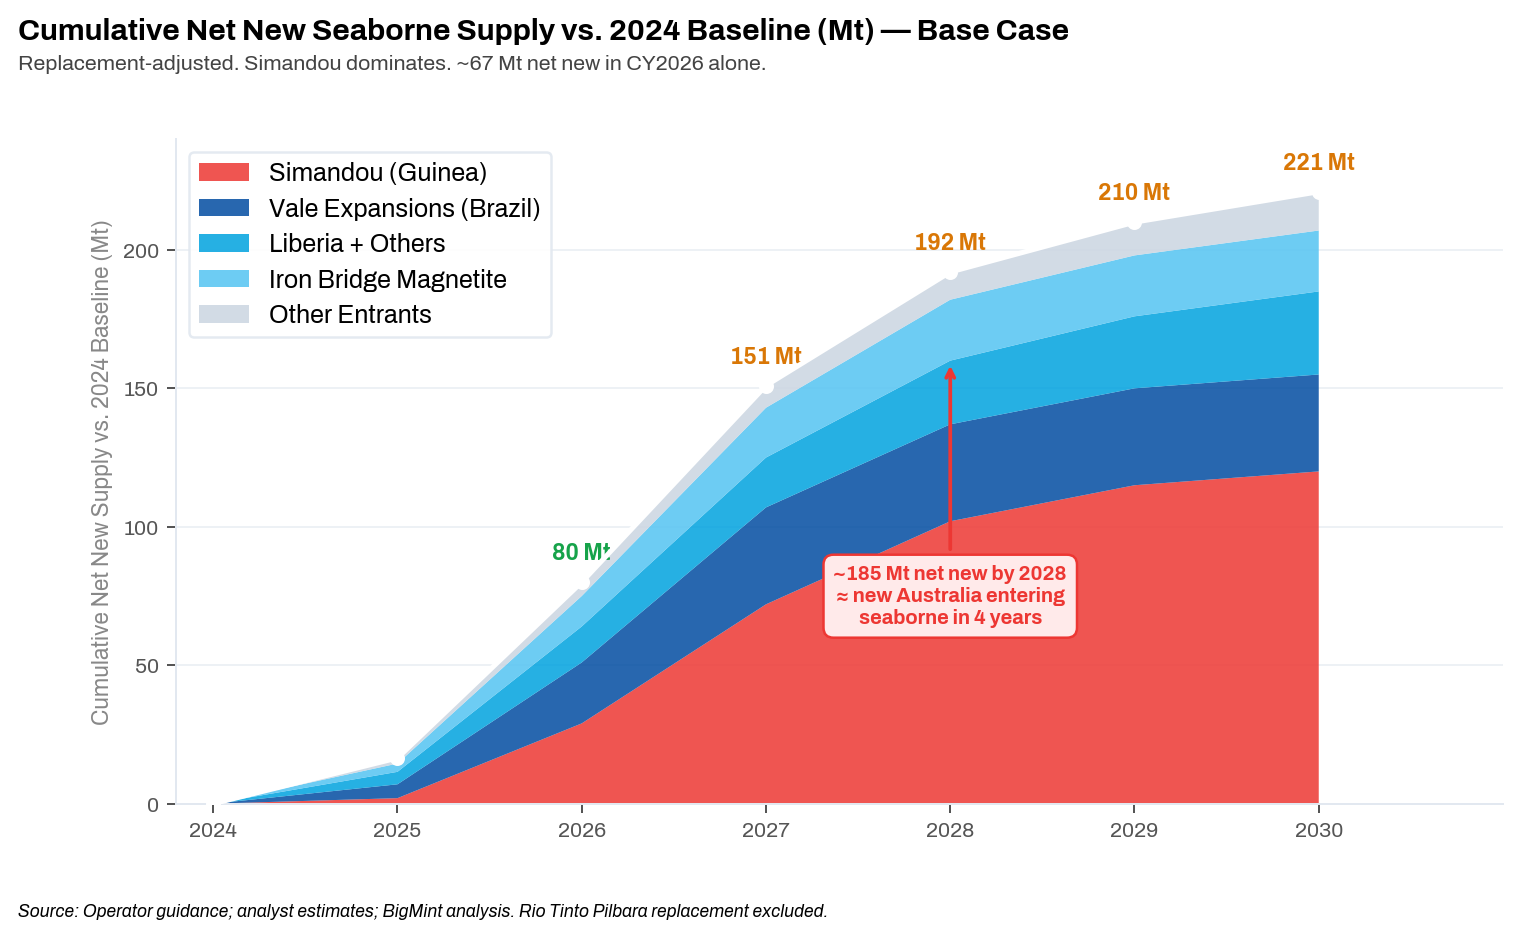 Cumulative Net New Seaborne Supply vs. 2024 Baseline (Mt) — Base Case
Replacement-adjusted. Simandou dominates. ~67 Mt net new in CY2026 alone.
Simandou (Guinea)
Vale Expansions (Brazil)
Liberia + Others
Iron Bridge Magnetite
Other Entrants
Cumulative Net New Supply vs. 2024 Baseline (Mt)
200
150
100
50
0
80 Mt
151 Mt
192 Mt
210 Mt
221 Mt
~185 Mt net new by 2028
≈ new Australia entering
seaborne in 4 years
2024
2025
2026
2027
2028
2029
2030
Source: Operator guidance; analyst estimates; BigMint analysis. Rio Tinto Pilbara replacement excluded.